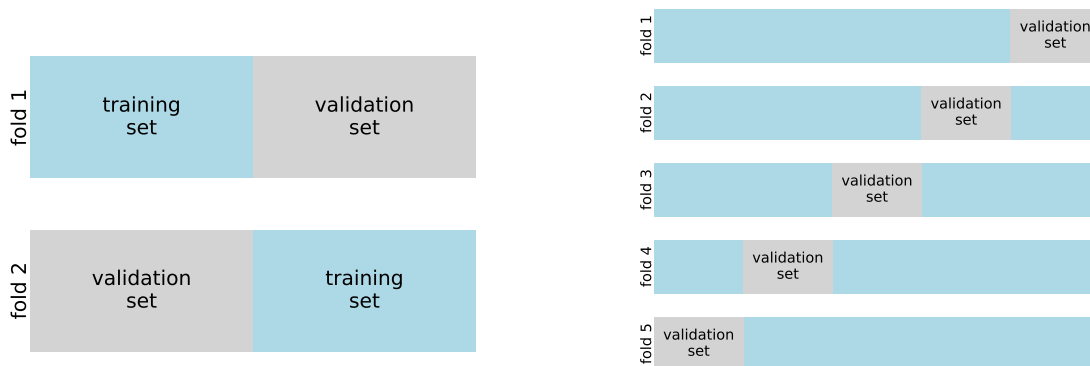 fold 1
training
set
validation
set
fold 2
validation
set
training
set
fold 1
validation
set
fold 2
validation
set
fold 3
validation
set
fold 4
validation
set
fold 5
validation
set